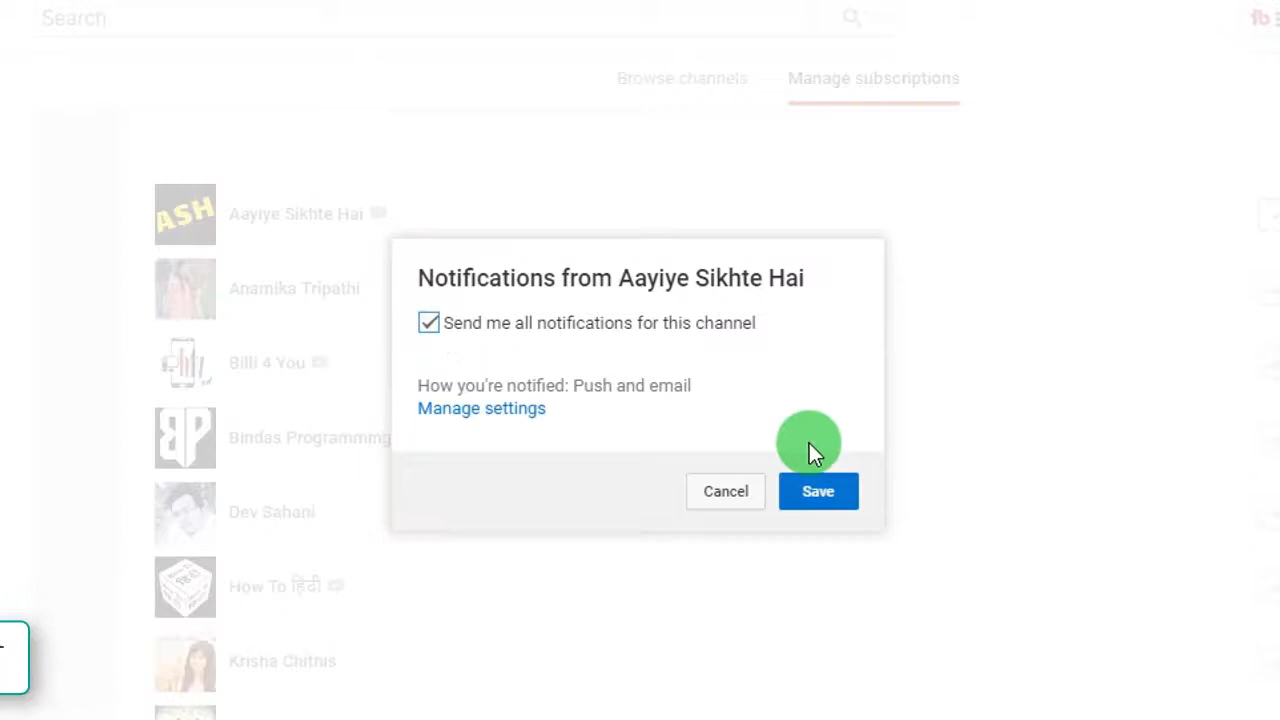 Search
Browse channels
Manage subscriptions
ASH
Aayiye Sikhte Hai
Anamika Tripathi
Billi 4 You
BP
Bindas Programming
Dev Sahani
How To हिंदी
Krisha Chitnis
Notifications from Aayiye Sikhte Hai
Send me all notifications for this channel
How you're notified: Push and email
Manage settings
Cancel
Save